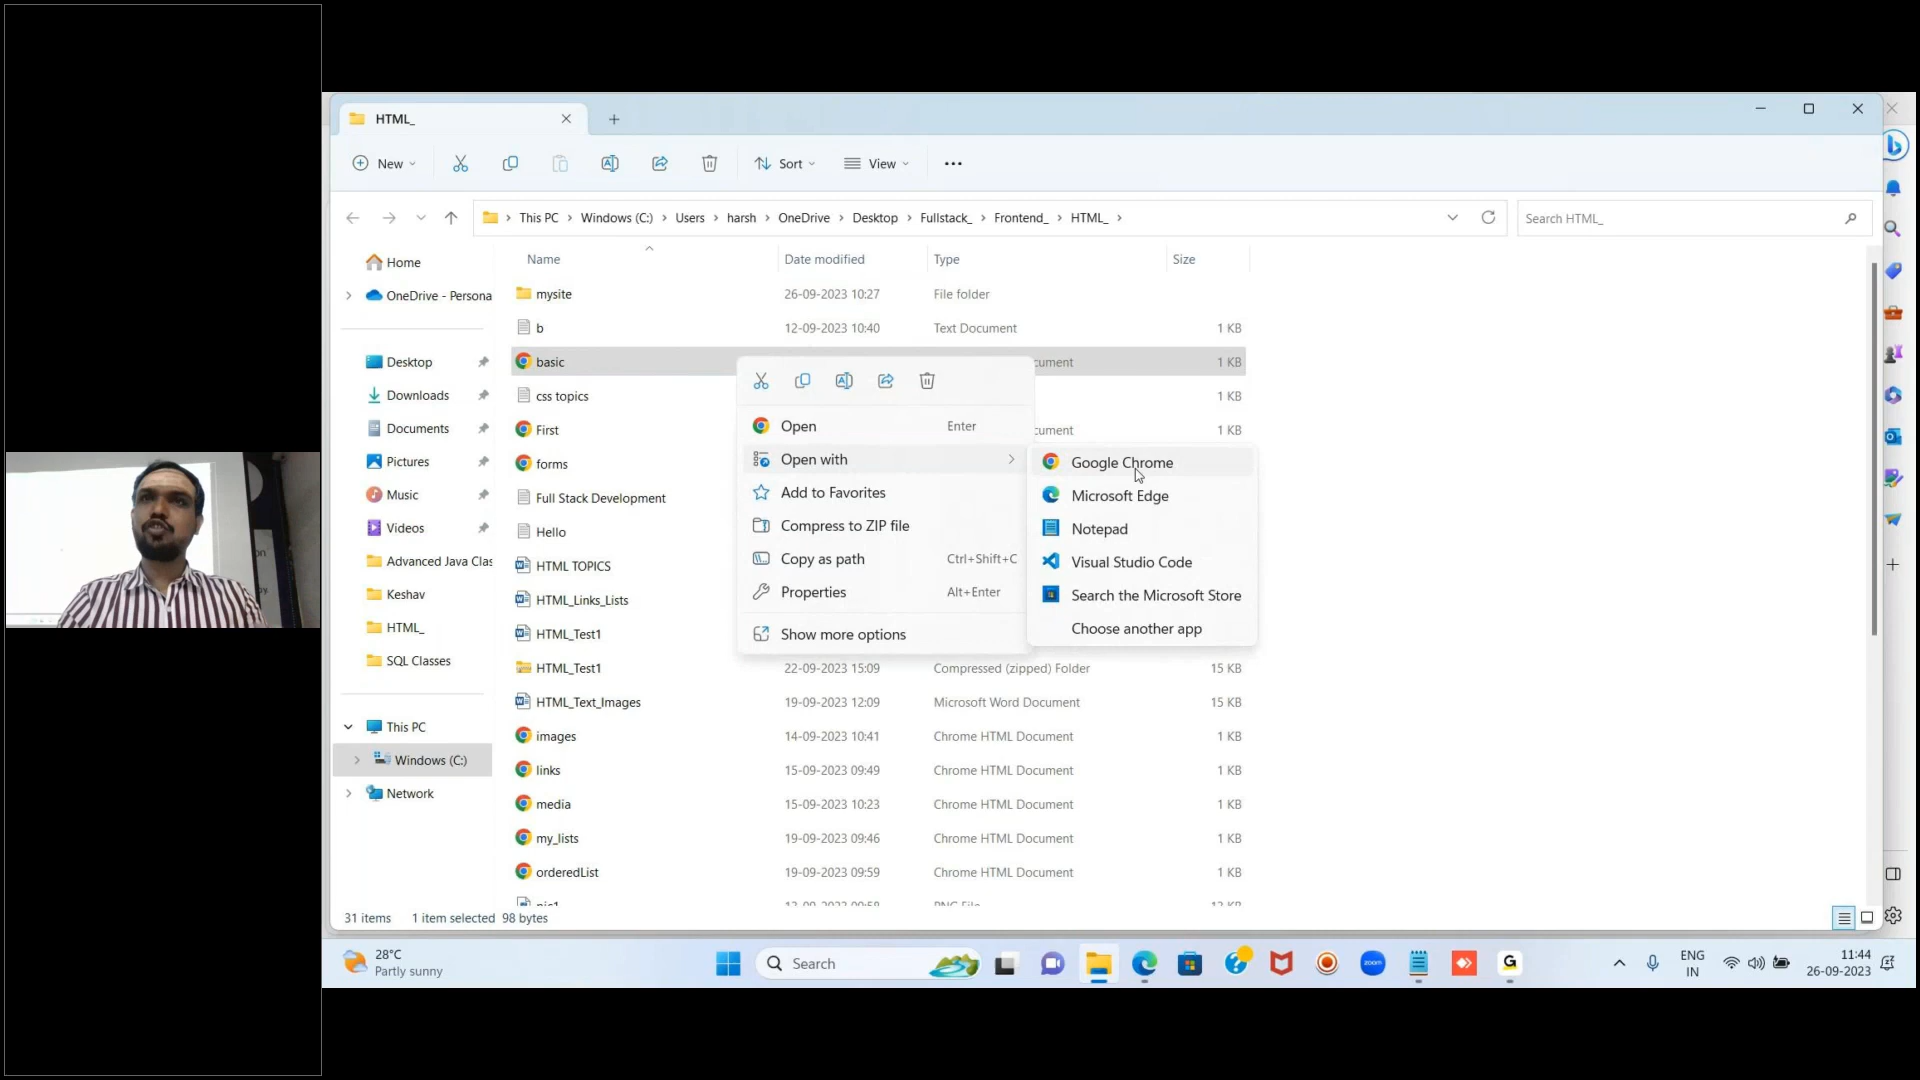 HTML_
New
Sort
View
This PC > Windows (C:) > Users > harsh > OneDrive > Desktop > Fullstack_ > Frontend_ > HTML_ >
Search HTML_
Home
OneDrive - Persona
Desktop
Downloads
Documents
Pictures
Music
Videos
Advanced Java Clas
Keshav
HTML_
SQL Classes
This PC
Windows (C:)
Network
Name Date modified Type Size
mysite 26-09-2023 10:27 File folder
b 12-09-2023 10:40 Text Document 1 KB
basic cument 1 KB
css topics 1 KB
First cument 1 KB
forms
Full Stack Development
Hello
HTML TOPICS
HTML_Links_Lists
HTML_Test1
HTML_Test1 22-09-2023 15:09 Compressed (zipped) Folder 15 KB
HTML_Text_Images 19-09-2023 12:09 Microsoft Word Document 15 KB
images 14-09-2023 10:41 Chrome HTML Document 1 KB
links 15-09-2023 09:49 Chrome HTML Document 1 KB
media 15-09-2023 10:23 Chrome HTML Document 1 KB
my_lists 19-09-2023 09:46 Chrome HTML Document 1 KB
orderedList 19-09-2023 09:59 Chrome HTML Document 1 KB
Open Enter
Open with
Add to Favorites
Compress to ZIP file
Copy as path Ctrl+Shift+C
Properties Alt+Enter
Show more options
Google Chrome
Microsoft Edge
Notepad
Visual Studio Code
Search the Microsoft Store
Choose another app
31 items 1 item selected 98 bytes
28°C
Partly sunny
Search
zoom
ENG
IN
11:44
26-09-2023